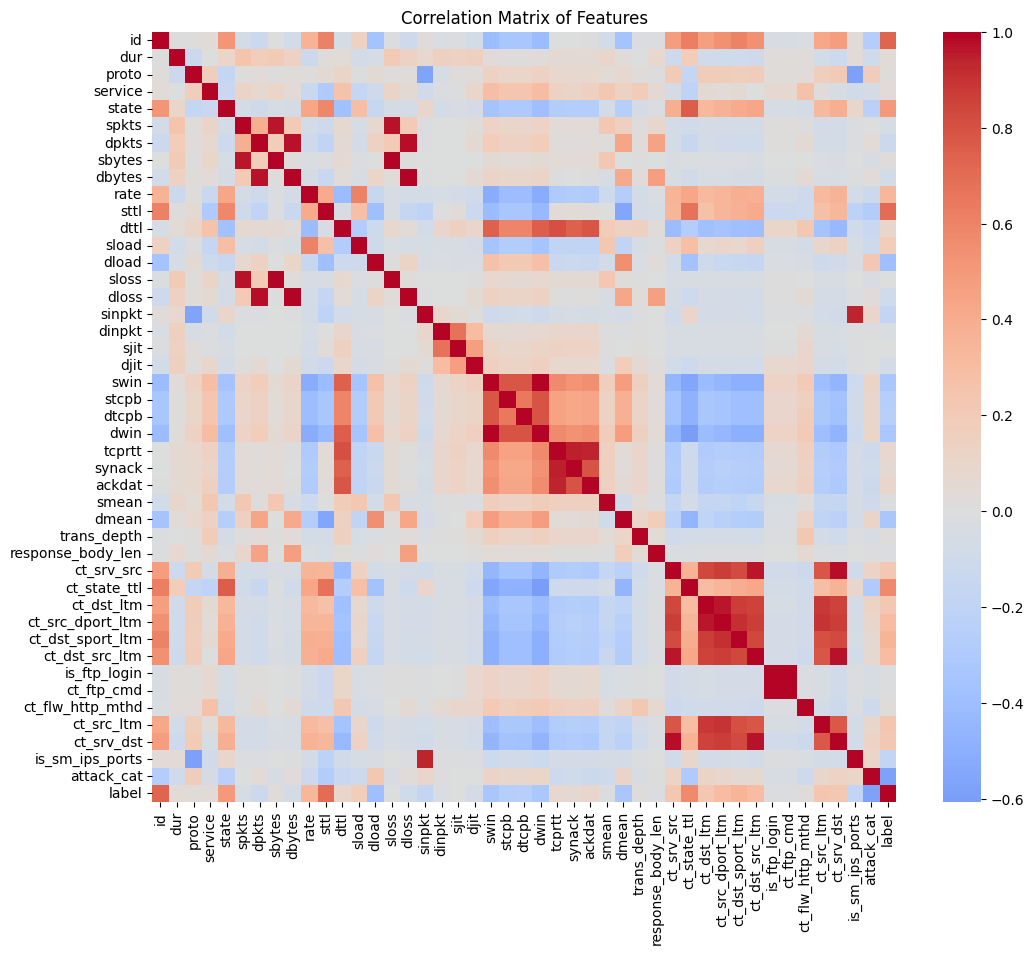 Correlation Matrix of Features
id
dur
proto
service
state
spkts
dpkts
sbytes
dbytes
rate
sttl
dttl
sload
dload
sloss
dloss
sinpkt
dinpkt
sjit
djit
swin
stcpb
dtcpb
dwin
tcprtt
synack
ackdat
smean
dmean
trans_depth
response_body_len
ct_srv_src
ct_state_ttl
ct_dst_ltm
ct_src_dport_ltm
ct_dst_sport_ltm
ct_dst_src_ltm
is_ftp_login
ct_ftp_cmd
ct_flw_http_mthd
ct_src_ltm
ct_srv_dst
is_sm_ips_ports
attack_cat
label
id
dur
proto
service
state
spkts
dpkts
sbytes
dbytes
rate
sttl
dttl
sload
dload
sloss
dloss
sinpkt
dinpkt
sjit
djit
swin
stcpb
dtcpb
dwin
tcprtt
synack
ackdat
smean
dmean
trans_depth
response_body_len
ct_srv_src
ct_state_ttl
ct_dst_ltm
ct_src_dport_ltm
ct_dst_sport_ltm
ct_dst_src_ltm
is_ftp_login
ct_ftp_cmd
ct_flw_http_mthd
ct_src_ltm
ct_srv_dst
is_sm_ips_ports
attack_cat
label
1.0
0.8
0.6
0.4
0.2
0.0
−0.2
−0.4
−0.6